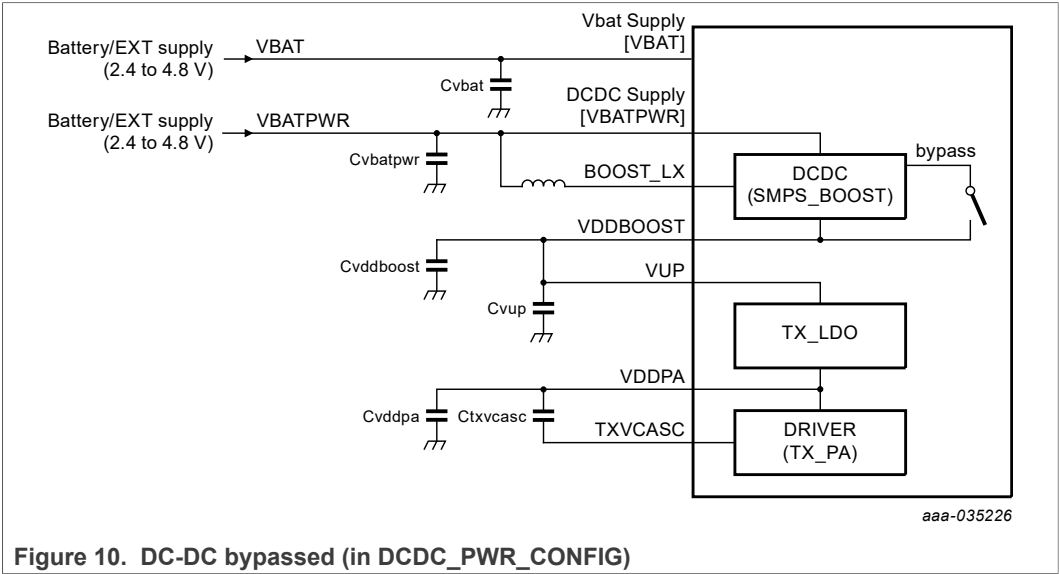 Vbat Supply
[VBAT]
Battery/EXT supply
(2.4 to 4.8 V)
VBAT
Cvbat
DCDC Supply
[VBATPWR]
Battery/EXT supply
(2.4 to 4.8 V)
VBATPWR
Cvbatpwr
BOOST_LX
DCDC
(SMPS_BOOST)
bypass
VDDBOOST
Cvddboost
VUP
Cvup
TX_LDO
VDDPA
Cvddpa
Ctxvcasc
TXVCASC
DRIVER
(TX_PA)
aaa-035226
Figure 10. DC-DC bypassed (in DCDC_PWR_CONFIG)